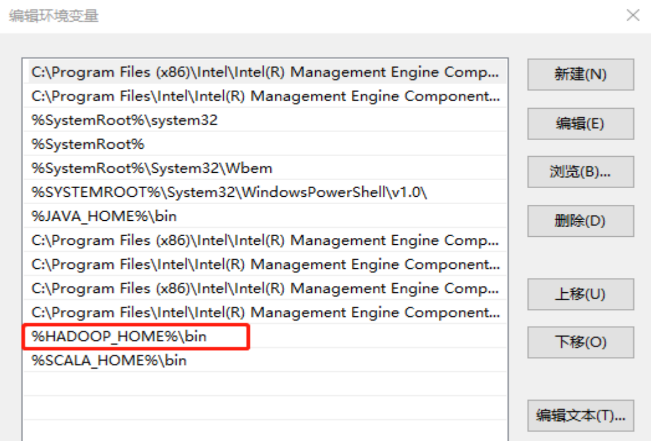 编辑环境变量
C:\Program Files (x86)\Intel\Intel(R) Management Engine Comp...
C:\Program Files (x86)\Intel\Intel(R) Management Engine Component...
%SystemRoot%\system32
%SystemRoot%
%SystemRoot%\System32\Wbem
%SYSTEMROOT%\System32\WindowsPowerShell\v1.0\
%JAVA_HOME%\bin
C:\Program Files (x86)\Intel\Intel(R) Management Engine Comp...
C:\Program Files (x86)\Intel\Intel(R) Management Engine Component...
C:\Program Files (x86)\Intel\Intel(R) Management Engine Comp...
C:\Program Files (x86)\Intel\Intel(R) Management Engine Component...
%HADOOP_HOME%\bin
%SCALA_HOME%\bin
新建(N)
编辑(E)
浏览(B)...
删除(D)
上移(U)
下移(O)
编辑文本(T)...